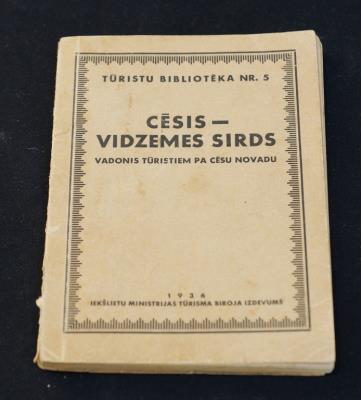 TŪRISTU BIBLIOTĒKA NR. 5
CĒSIS —
VIDZEMES SIRDS
VADONIS TŪRISTIEM PA CĒSU NOVADU
1936
IEKŠLIETU MINISTRIJAS TŪRISMA BIROJA IZDEVUMS